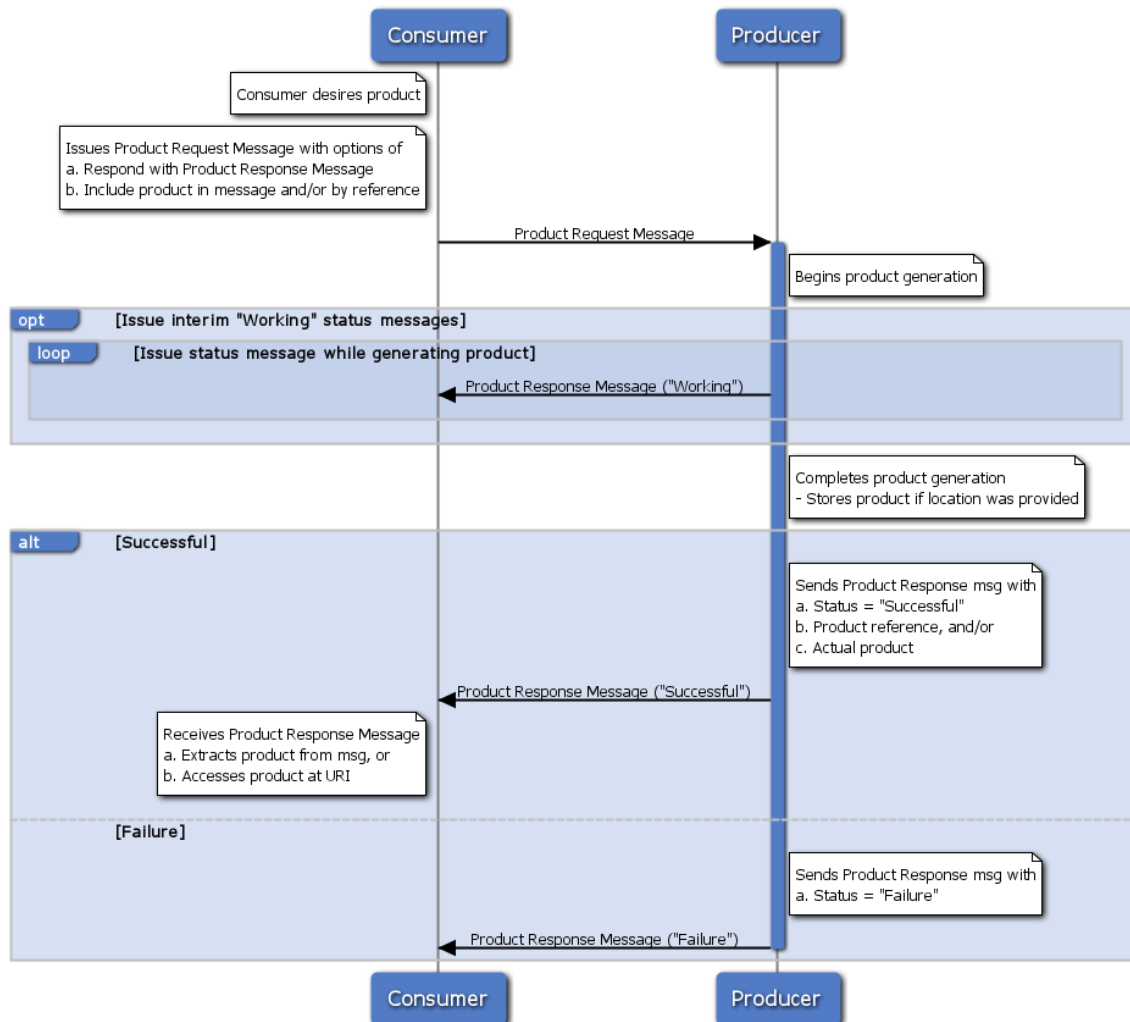 Consumer
Producer
Consumer desires product
Issues Product Request Message with options of
a. Respond with Product Response Message
b. Include product in message and/or by reference
Product Request Message
Begins product generation
opt
[Issue interim "Working" status messages]
loop
[Issue status message while generating product]
Product Response Message ("Working")
Completes product generation
- Stores product if location was provided
alt
[Successful]
Sends Product Response msg with
a. Status = "Successful"
b. Product reference, and/or
c. Actual product
Product Response Message ("Successful")
Receives Product Response Message
a. Extracts product from msg, or
b. Accesses product at URI
[Failure]
Sends Product Response msg with
a. Status = "Failure"
Product Response Message ("Failure")
Consumer
Producer